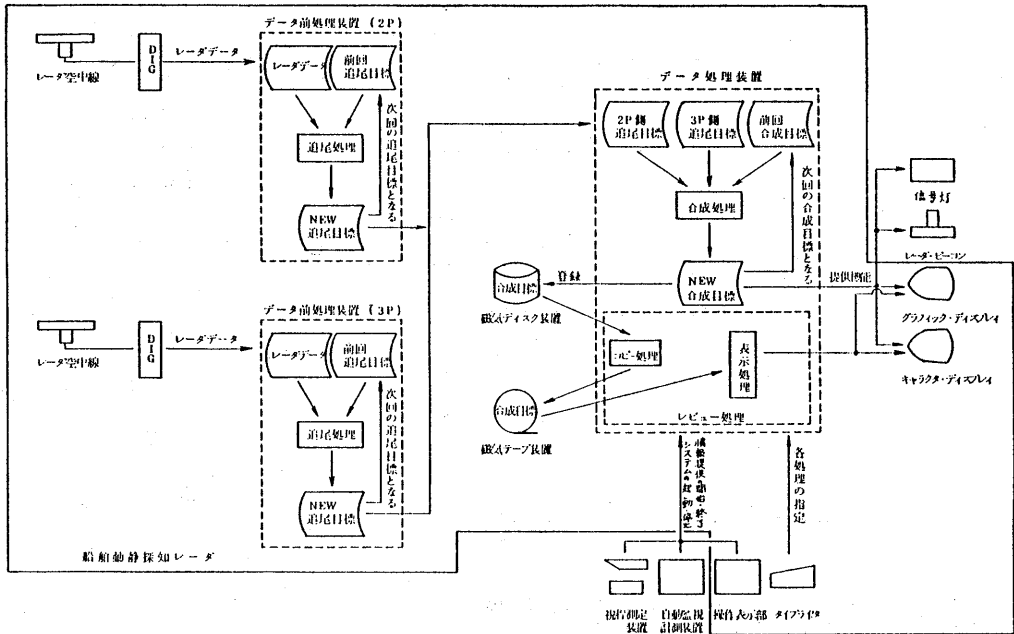 データ前処理装置(2P)
DIG
レーダデータ
レーダ空中線
レーダデータ
前回
追尾目標
追尾処理
NEW
追尾目標
次回の追尾目標となる
データ前処理装置(3P)
DIG
レーダデータ
レーダ空中線
レーダデータ
前回
追尾目標
追尾処理
NEW
追尾目標
次回の追尾目標となる
船舶動静探知レーダ
データ処理装置
2P側
追尾目標
3P側
追尾目標
前回
合成目標
合成処理
NEW
合成目標
次回の合成目標となる
登録
合成目標
磁気ディスク装置
コピー処理
表示処理
合成目標
磁気テープ装置
レビュー処理
信号灯
レーダ・ビーコン
グラフィック・ディスプレイ
キャラクタ・ディスプレイ
システムの起動・停止
各処理の指定
視程測定
装置
自動監視
計測装置
操作表示部
タイプライタ